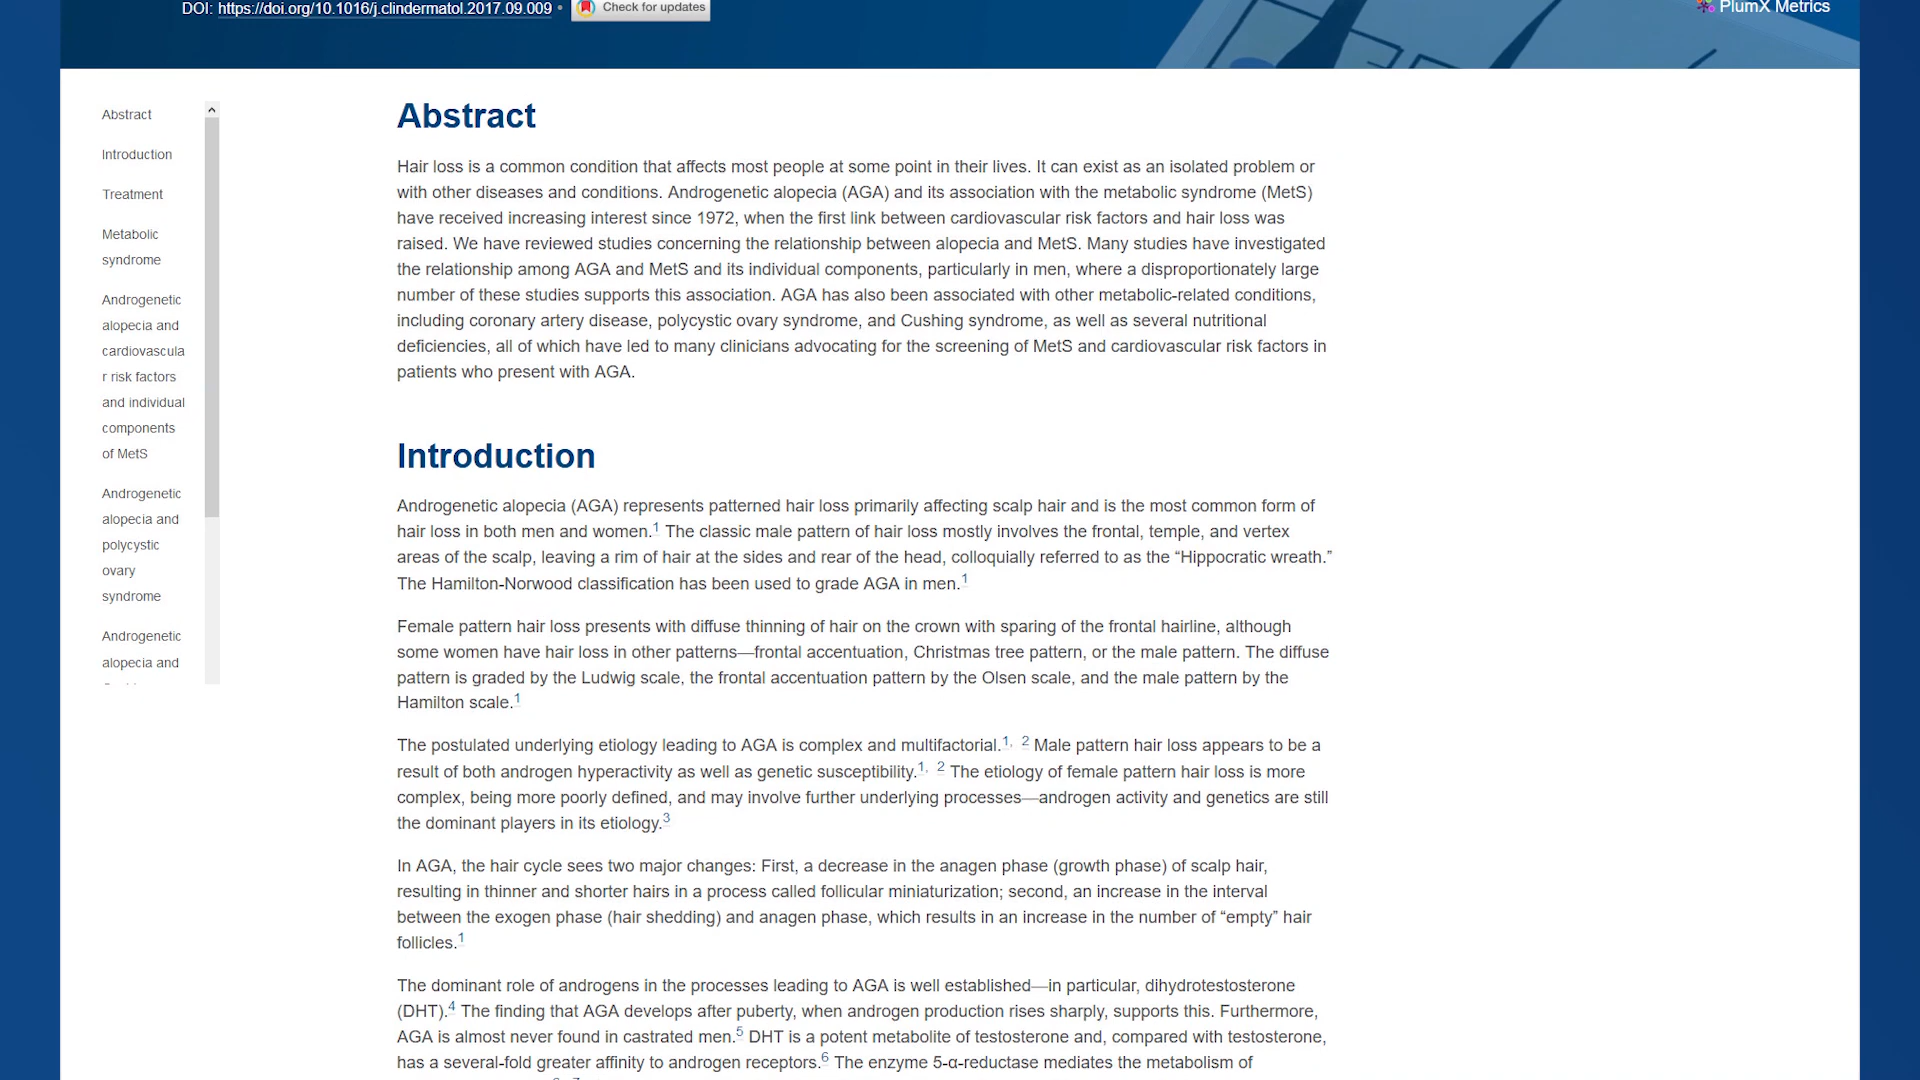 DOI: https://doi.org/10.1016/j.clindermatol.2017.09.009 • Check for updates
PlumX Metrics
Abstract
Introduction
Treatment
Metabolic
syndrome
Androgenetic
alopecia and
cardiovascula
r risk factors
and individual
components
of MetS
Androgenetic
alopecia and
polycystic
ovary
syndrome
Androgenetic
alopecia and
Abstract
Hair loss is a common condition that affects most people at some point in their lives. It can exist as an isolated problem or
with other diseases and conditions. Androgenetic alopecia (AGA) and its association with the metabolic syndrome (MetS)
have received increasing interest since 1972, when the first link between cardiovascular risk factors and hair loss was
raised. We have reviewed studies concerning the relationship between alopecia and MetS. Many studies have investigated
the relationship among AGA and MetS and its individual components, particularly in men, where a disproportionately large
number of these studies supports this association. AGA has also been associated with other metabolic-related conditions,
including coronary artery disease, polycystic ovary syndrome, and Cushing syndrome, as well as several nutritional
deficiencies, all of which have led to many clinicians advocating for the screening of MetS and cardiovascular risk factors in
patients who present with AGA.
Introduction
Androgenetic alopecia (AGA) represents patterned hair loss primarily affecting scalp hair and is the most common form of
hair loss in both men and women.1 The classic male pattern of hair loss mostly involves the frontal, temple, and vertex
areas of the scalp, leaving a rim of hair at the sides and rear of the head, colloquially referred to as the “Hippocratic wreath.”
The Hamilton-Norwood classification has been used to grade AGA in men.1
Female pattern hair loss presents with diffuse thinning of hair on the crown with sparing of the frontal hairline, although
some women have hair loss in other patterns—frontal accentuation, Christmas tree pattern, or the male pattern. The diffuse
pattern is graded by the Ludwig scale, the frontal accentuation pattern by the Olsen scale, and the male pattern by the
Hamilton scale.1
The postulated underlying etiology leading to AGA is complex and multifactorial.1, 2 Male pattern hair loss appears to be a
result of both androgen hyperactivity as well as genetic susceptibility.1, 2 The etiology of female pattern hair loss is more
complex, being more poorly defined, and may involve further underlying processes—androgen activity and genetics are still
the dominant players in its etiology.3
In AGA, the hair cycle sees two major changes: First, a decrease in the anagen phase (growth phase) of scalp hair,
resulting in thinner and shorter hairs in a process called follicular miniaturization; second, an increase in the interval
between the exogen phase (hair shedding) and anagen phase, which results in an increase in the number of “empty” hair
follicles.1
The dominant role of androgens in the processes leading to AGA is well established—in particular, dihydrotestosterone
(DHT).4 The finding that AGA develops after puberty, when androgen production rises sharply, supports this. Furthermore,
AGA is almost never found in castrated men.5 DHT is a potent metabolite of testosterone and, compared with testosterone,
has a several-fold greater affinity to androgen receptors.6 The enzyme 5-α-reductase mediates the metabolism of